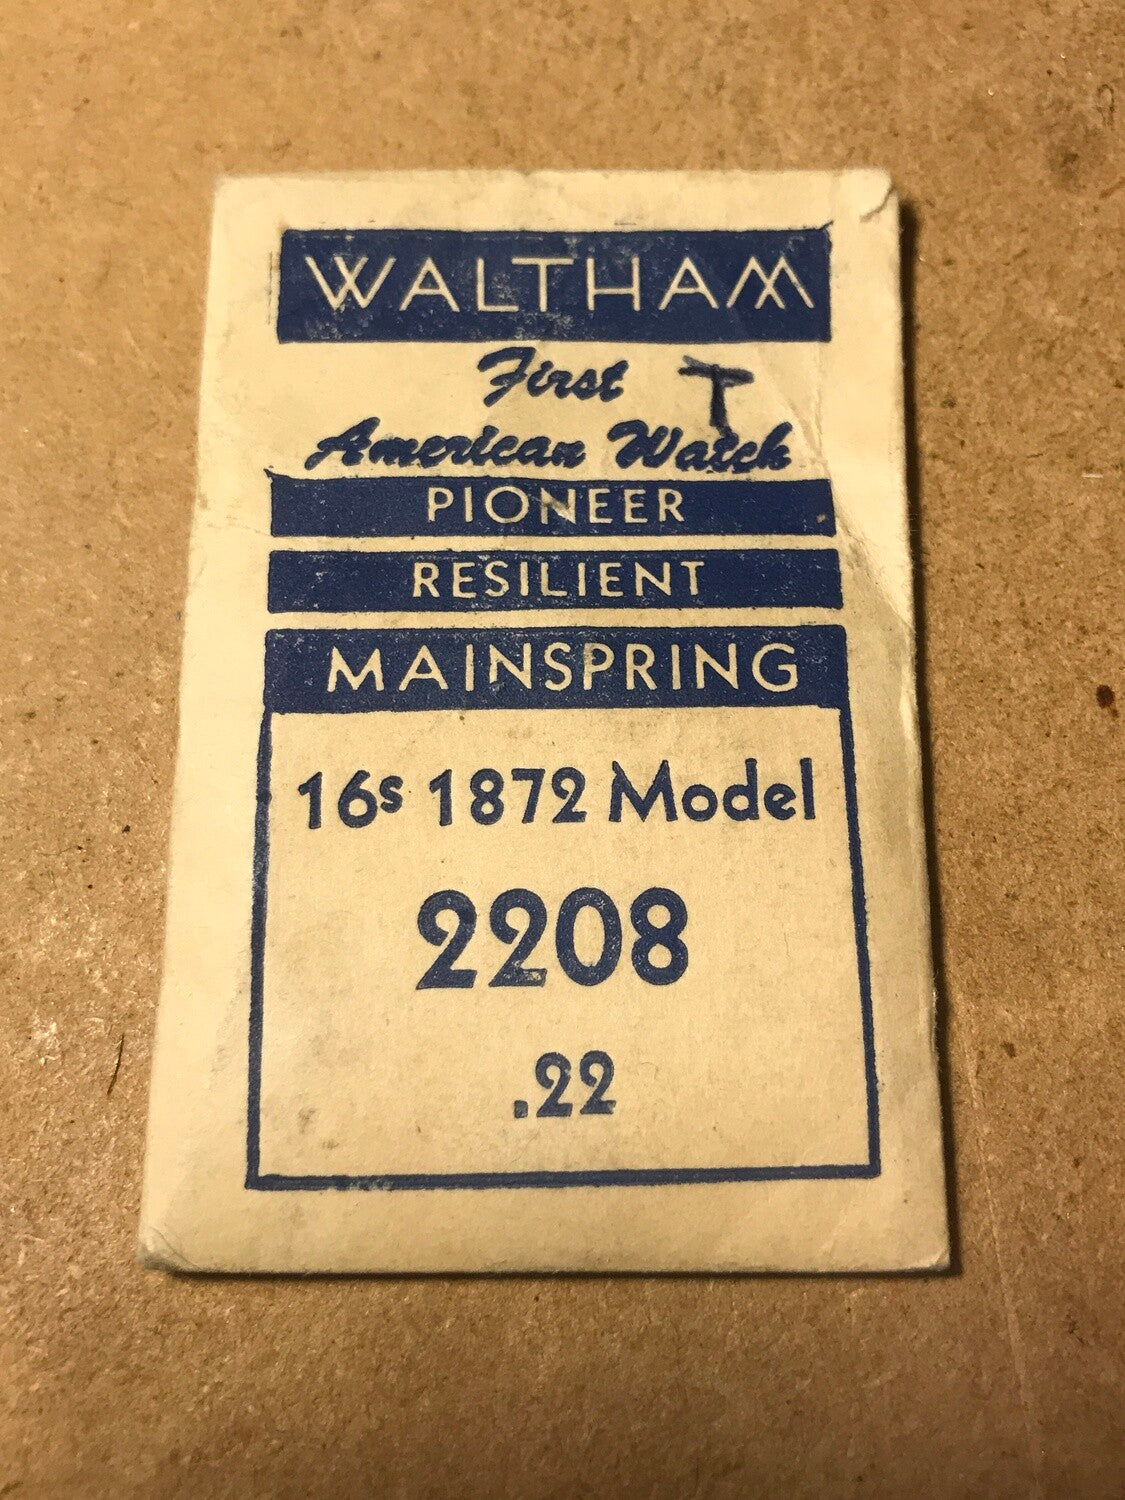 WALTHAM
First T
American Watch
PIONEER
RESILIENT
MAINSPRING
16s 1872 Model
2208
.22